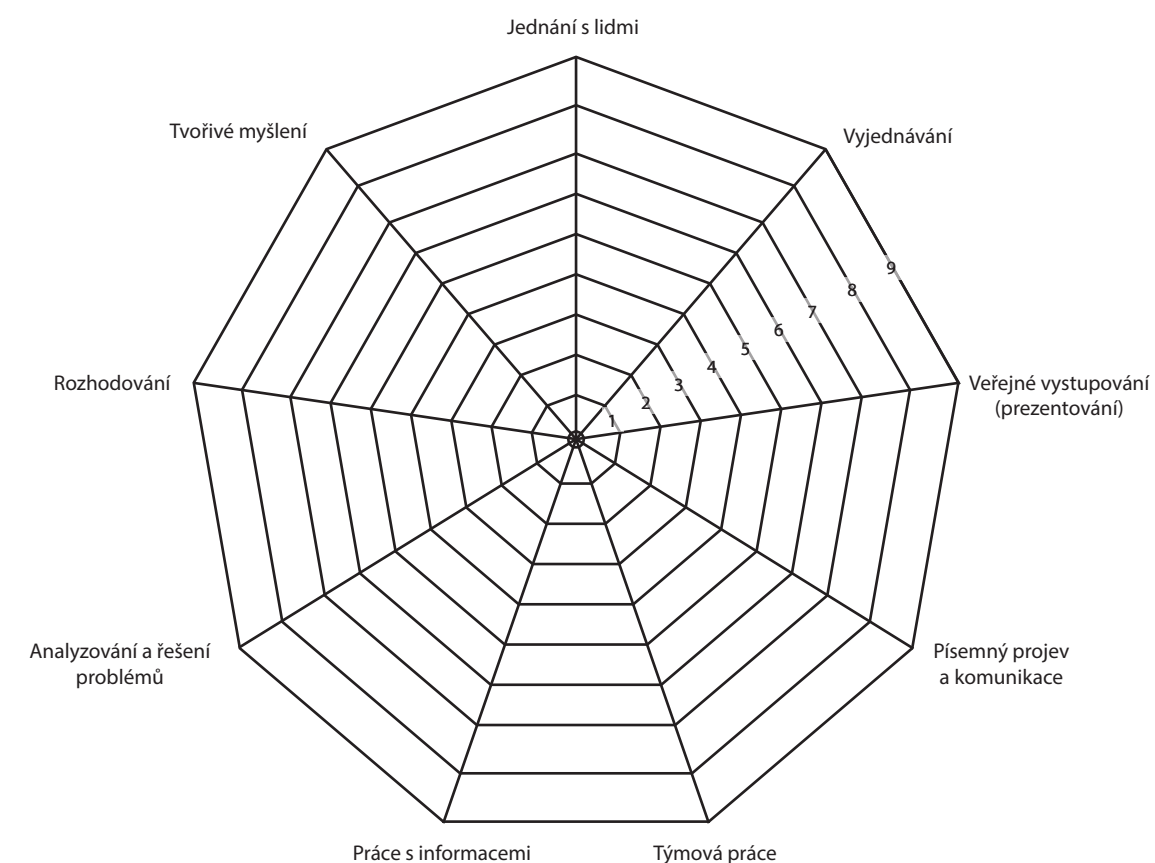 Jednání s lidmi
Tvořivé myšlení
Vyjednávání
9
8
7
6
5
4
3
2
1
Rozhodování
Veřejné vystupování
(prezentování)
Analyzování a řešení
problémů
Písemný projev
a komunikace
Práce s informacemi
Týmová práce